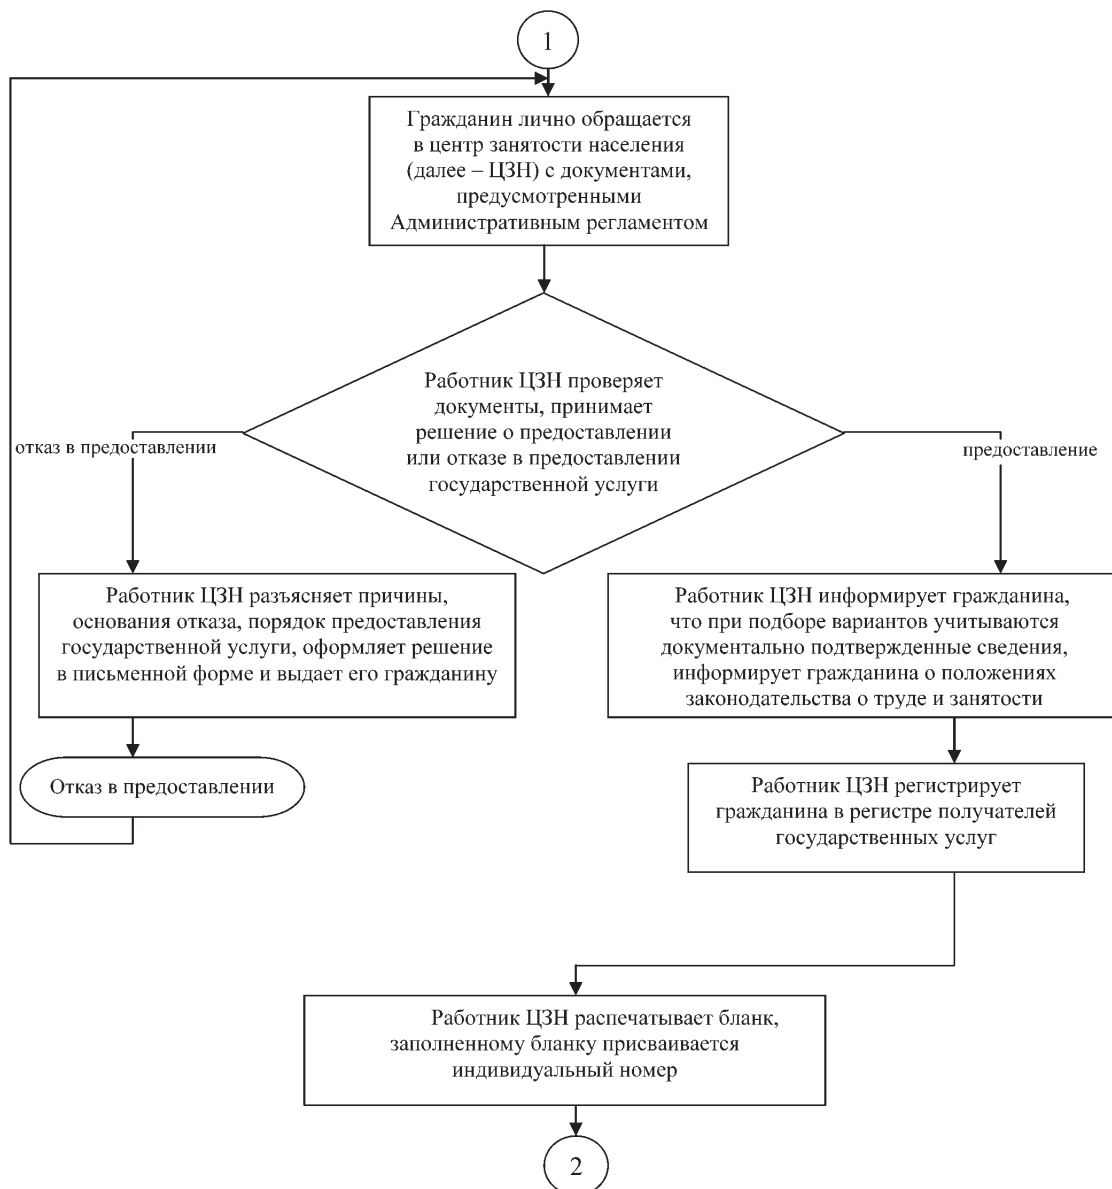 1
Гражданин лично обращается
в центр занятости населения
(далее – ЦЗН) с документами,
предусмотренными
Административным регламентом
Работник ЦЗН проверяет
документы, принимает
решение о предоставлении
или отказе в предоставлении
государственной услуги
отказ в предоставлении
предоставление
Работник ЦЗН разъясняет причины,
основания отказа, порядок предоставления
государственной услуги, оформляет решение
в письменной форме и выдает его гражданину
Работник ЦЗН информирует гражданина,
что при подборе вариантов учитываются
документально подтвержденные сведения,
информирует гражданина о положениях
законодательства о труде и занятости
Отказ в предоставлении
Работник ЦЗН регистрирует
гражданина в регистре получателей
государственных услуг
Работник ЦЗН распечатывает бланк,
заполненному бланку присваивается
индивидуальный номер
2